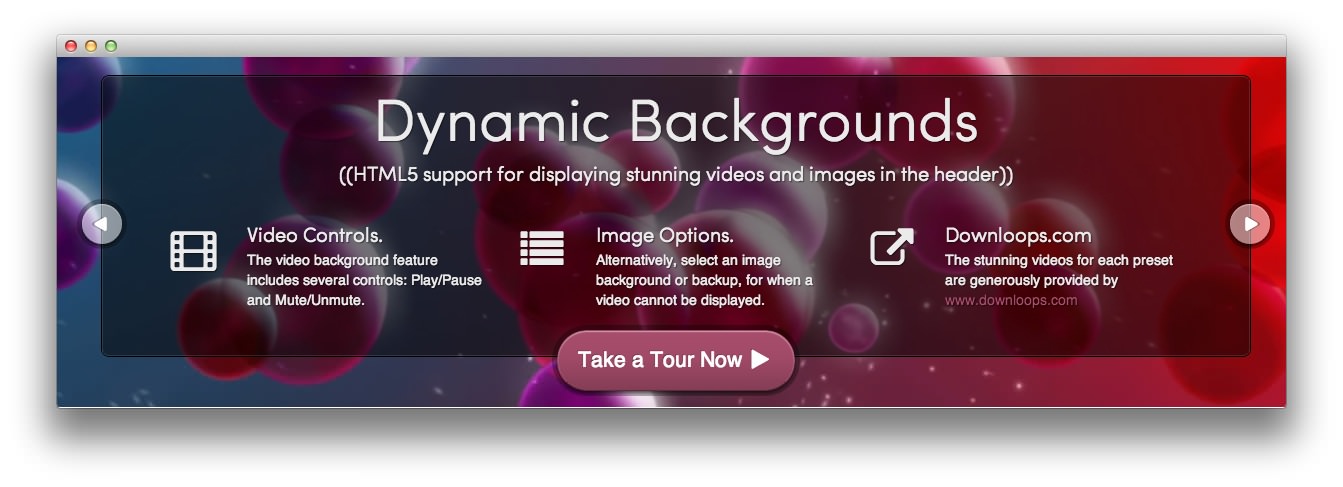 Dynamic Backgrounds
((HTML5 support for displaying stunning videos and images in the header))
Video Controls.
The video background feature
includes several controls: Play/Pause
and Mute/Unmute.
Image Options.
Alternatively, select an image
background or backup, for when a
video cannot be displayed.
Downloops.com
The stunning videos for each preset
are generously provided by
www.downloops.com
Take a Tour Now